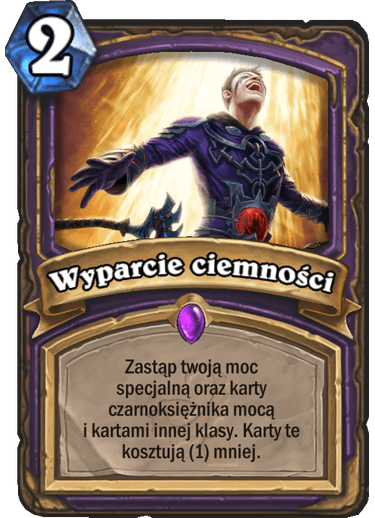 2
Wyparcie ciemności
Zastąp twoją moc
specjalną oraz karty
czarnoksiężnika mocą
i kartami innej klasy. Karty te
kosztują (1) mniej.